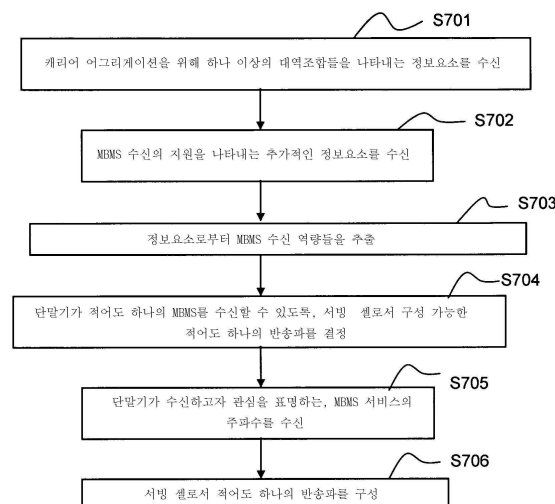 S701
캐리어 어그리게이션을 위해 하나 이상의 대역조합들을 나타내는 정보요소를 수신
S702
MBMS 수신의 지원을 나타내는 추가적인 정보요소를 수신
S703
정보요소로부터 MBMS 수신 역량들을 추출
S704
단말기가 적어도 하나의 MBMS를 수신할 수 있도록, 서빙 셀로서 구성 가능한
적어도 하나의 반송파를 결정
S705
단말기가 수신하고자 관심을 표명하는, MBMS 서비스의
주파수를 수신
S706
서빙 셀로서 적어도 하나의 반송파를 구성